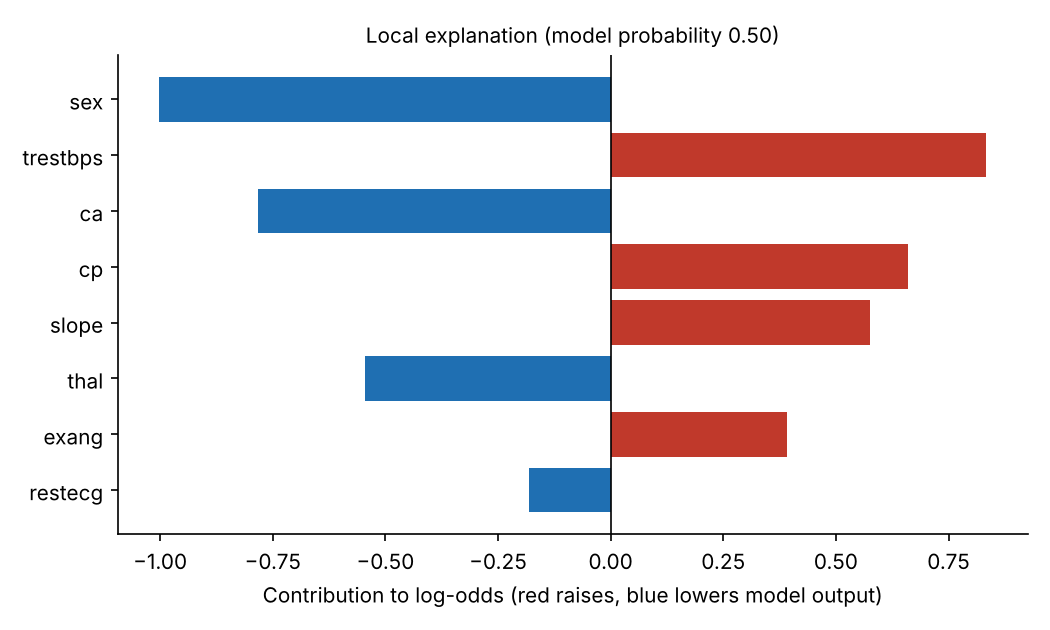 Local explanation (model probability 0.50)
sex
trestbps
ca
cp
slope
thal
exang
restecg
−1.00 −0.75 −0.50 −0.25 0.00 0.25 0.50 0.75
Contribution to log-odds (red raises, blue lowers model output)